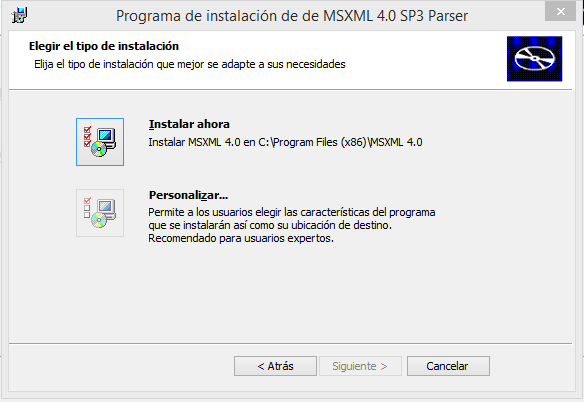 Programa de instalación de de MSXML 4.0 SP3 Parser
Elegir el tipo de instalación
Elija el tipo de instalación que mejor se adapte a sus necesidades
Instalar ahora
Instalar MSXML 4.0 en C:\Program Files (x86)\MSXML 4.0
Personalizar...
Permite a los usuarios elegir las características del programa
que se instalarán así como su ubicación de destino.
Recomendado para usuarios expertos.
< Atrás
Siguiente >
Cancelar